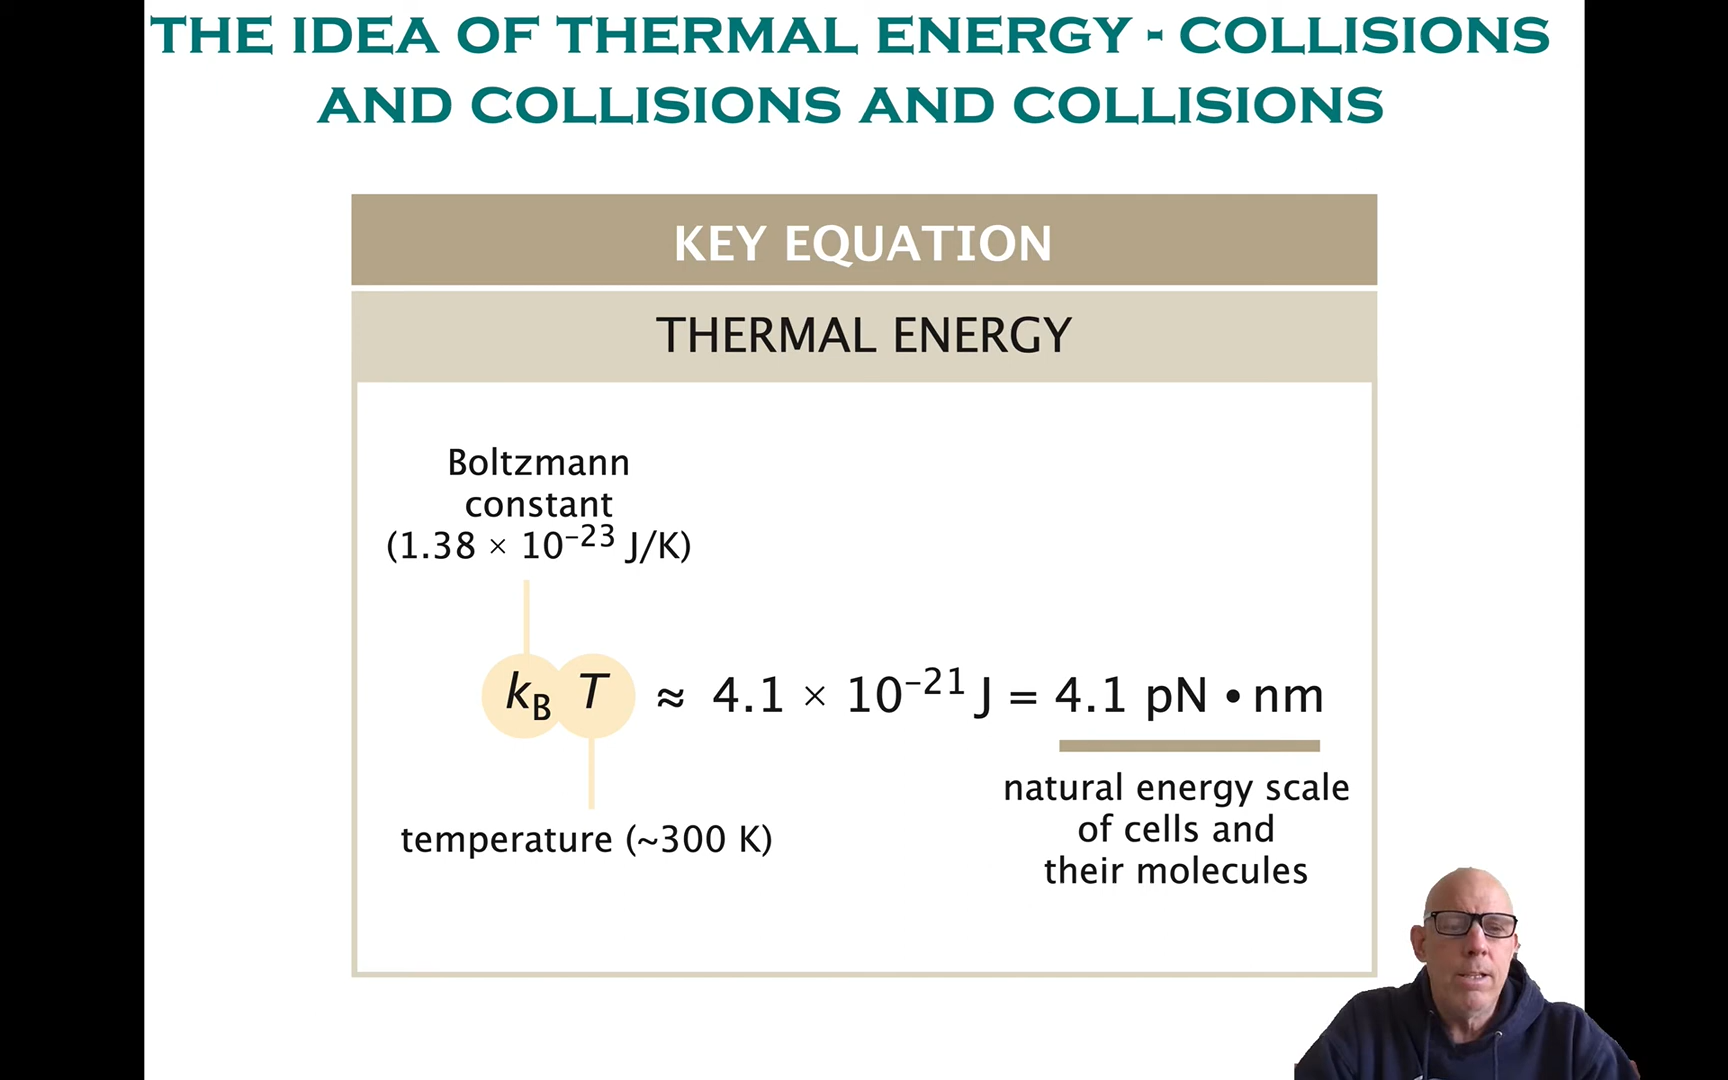 THE IDEA OF THERMAL ENERGY - COLLISIONS
AND COLLISIONS AND COLLISIONS
KEY EQUATION
THERMAL ENERGY
Boltzmann
constant
(1.38 × 10⁻²³ J/K)
k_B T ≈ 4.1 × 10⁻²¹ J = 4.1 pN • nm
temperature (~300 K)
natural energy scale
of cells and
their molecules